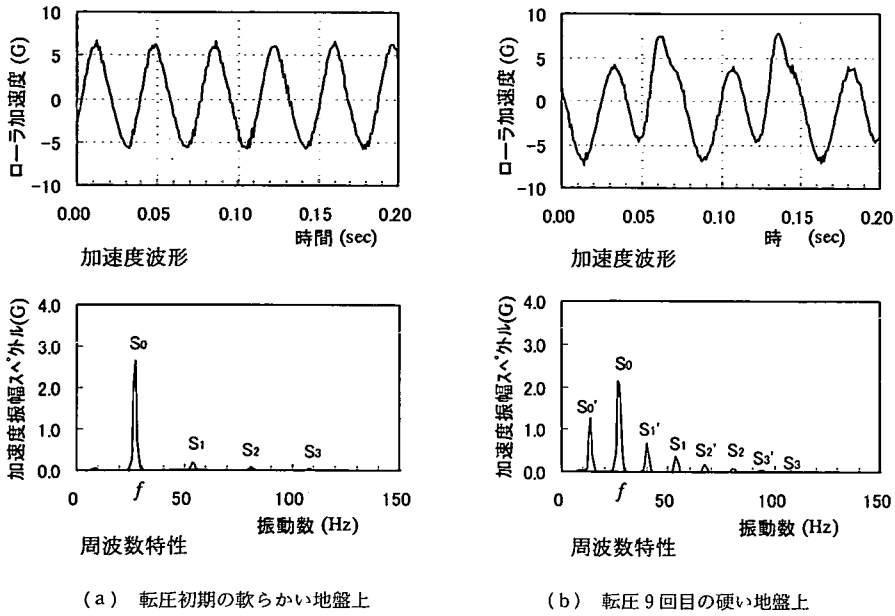 ローラ加速度 (G)
10
5
0
−5
−10
0.00 0.05 0.10 0.15 0.20
時間 (sec)
加速度波形
ローラ加速度 (G)
10
5
0
−5
−10
0.00 0.05 0.10 0.15 0.20
時 (sec)
加速度波形
加速度振幅スペクトル(G)
4.0
3.0
2.0
1.0
0.0
S0
S1
S2
S3
0 f 50 100 150
振動数 (Hz)
周波数特性
加速度振幅スペクトル(G)
4.0
3.0
2.0
1.0
0.0
S0'
S0
S1'
S1
S2'
S2
S3'
S3
0 f 50 100 150
振動数 (Hz)
周波数特性
(a) 転圧初期の軟らかい地盤上
(b) 転圧9回目の硬い地盤上